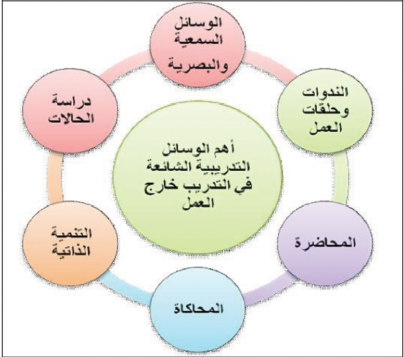 أهم الوسائل
التدريبية الشائعة
في التدريب خارج
العمل
الوسائل
السمعية
والبصرية
الندوات
وحلقات
العمل
المحاضرة
المحاكاة
التنمية
الذاتية
دراسة
الحالات